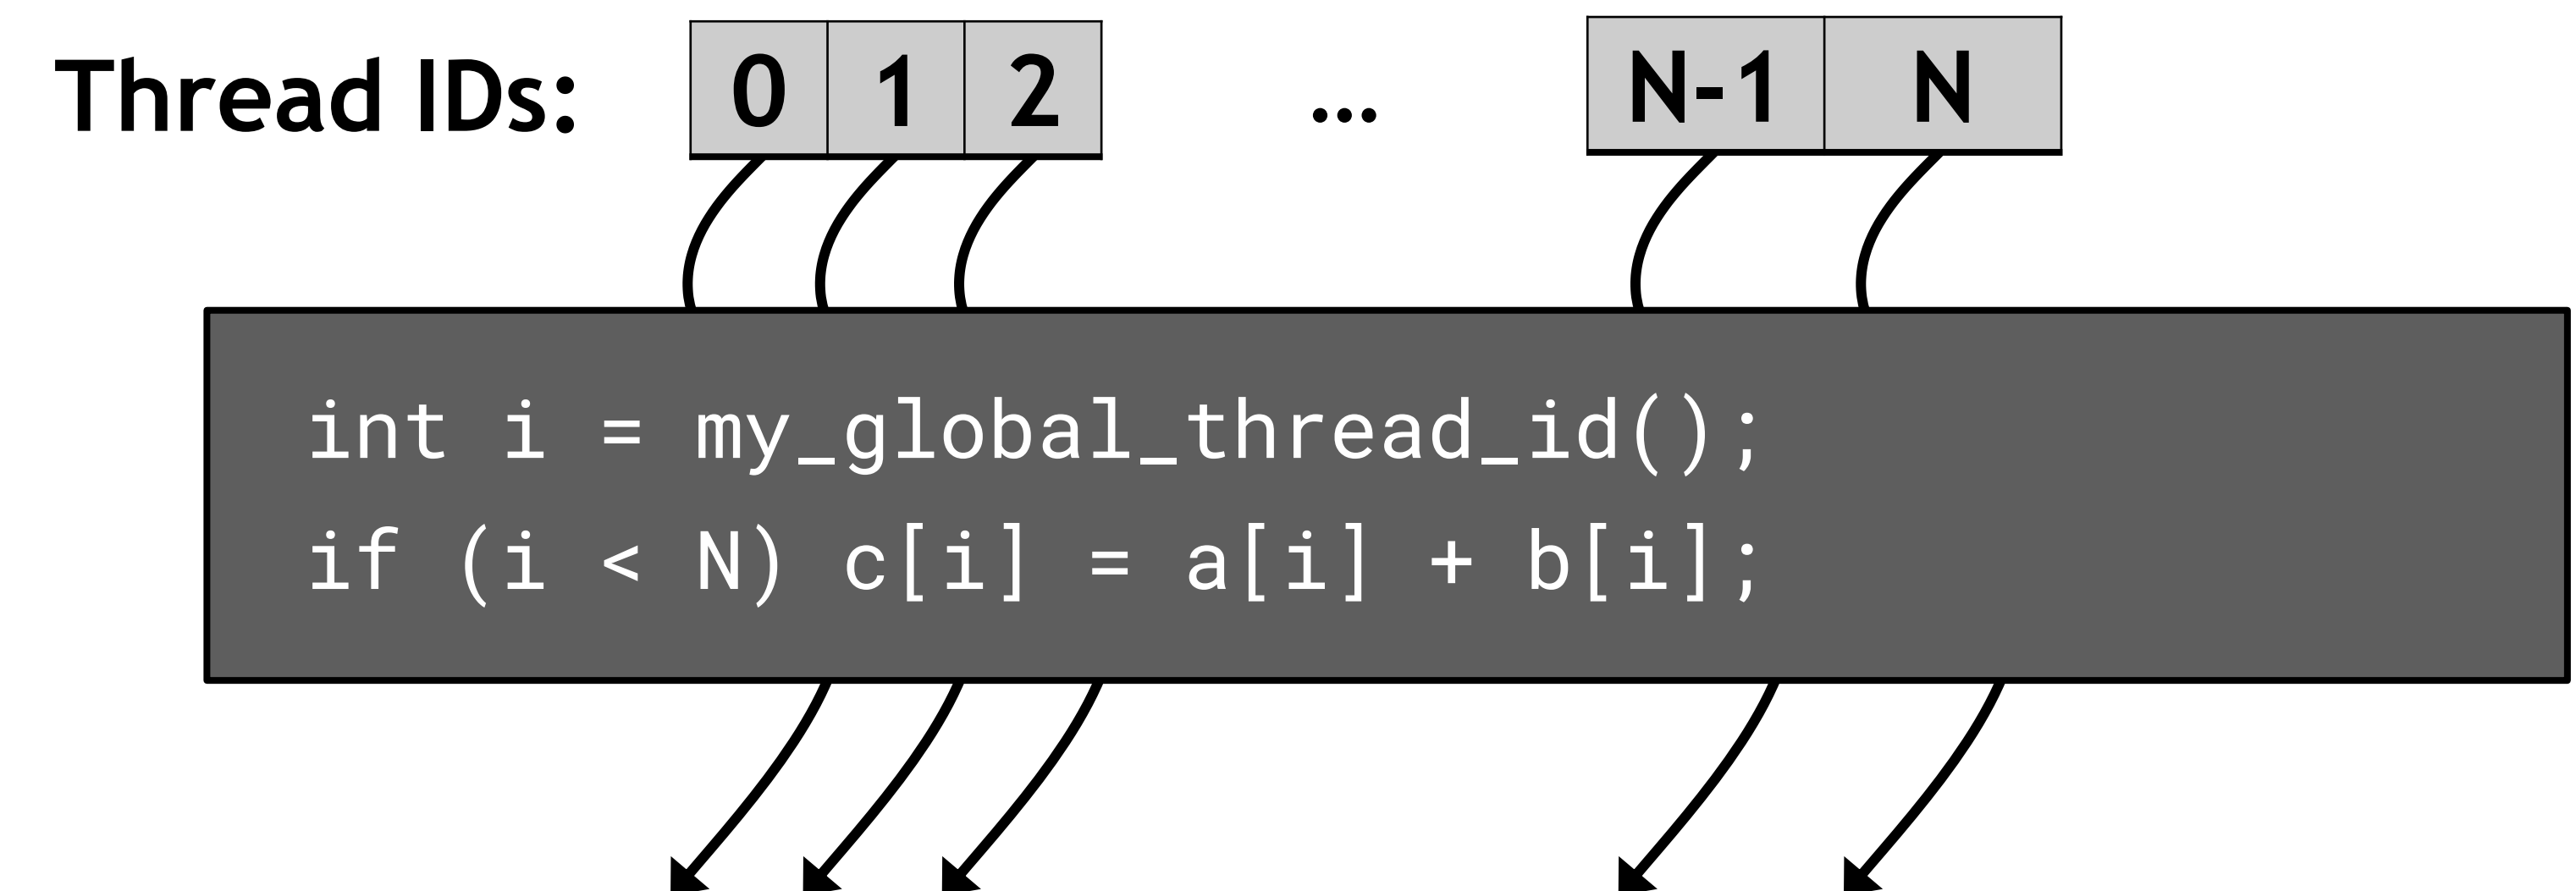 Thread IDs: 0 1 2 … N-1 N
int i = my_global_thread_id();
if (i < N) c[i] = a[i] + b[i];